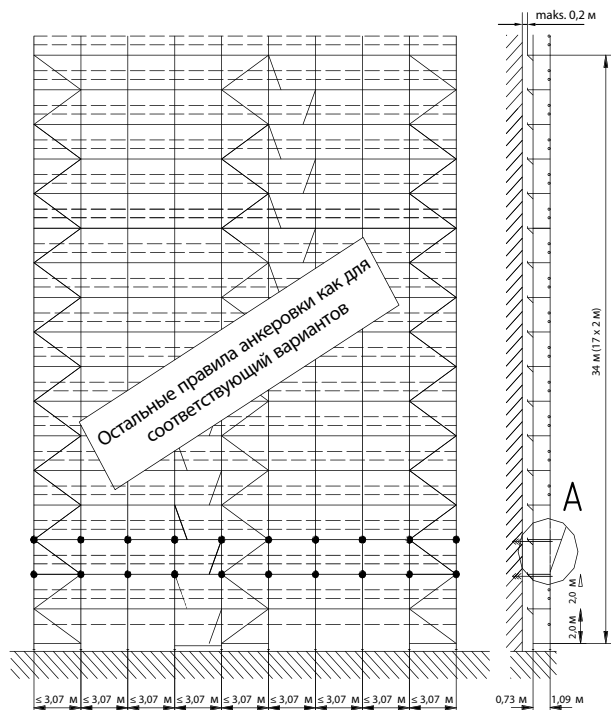 maks. 0,2 м
Остальные правила анкеровки как для
соответствующий вариантов
34 м (17 x 2 м)
A
2,0 м
2,0м
≤ 3,07 м ≤ 3,07 м ≤ 3,07 м ≤ 3,07 м ≤ 3,07 м ≤ 3,07 м ≤ 3,07 м ≤ 3,07 м ≤ 3,07 м
0,73 м 1,09 м